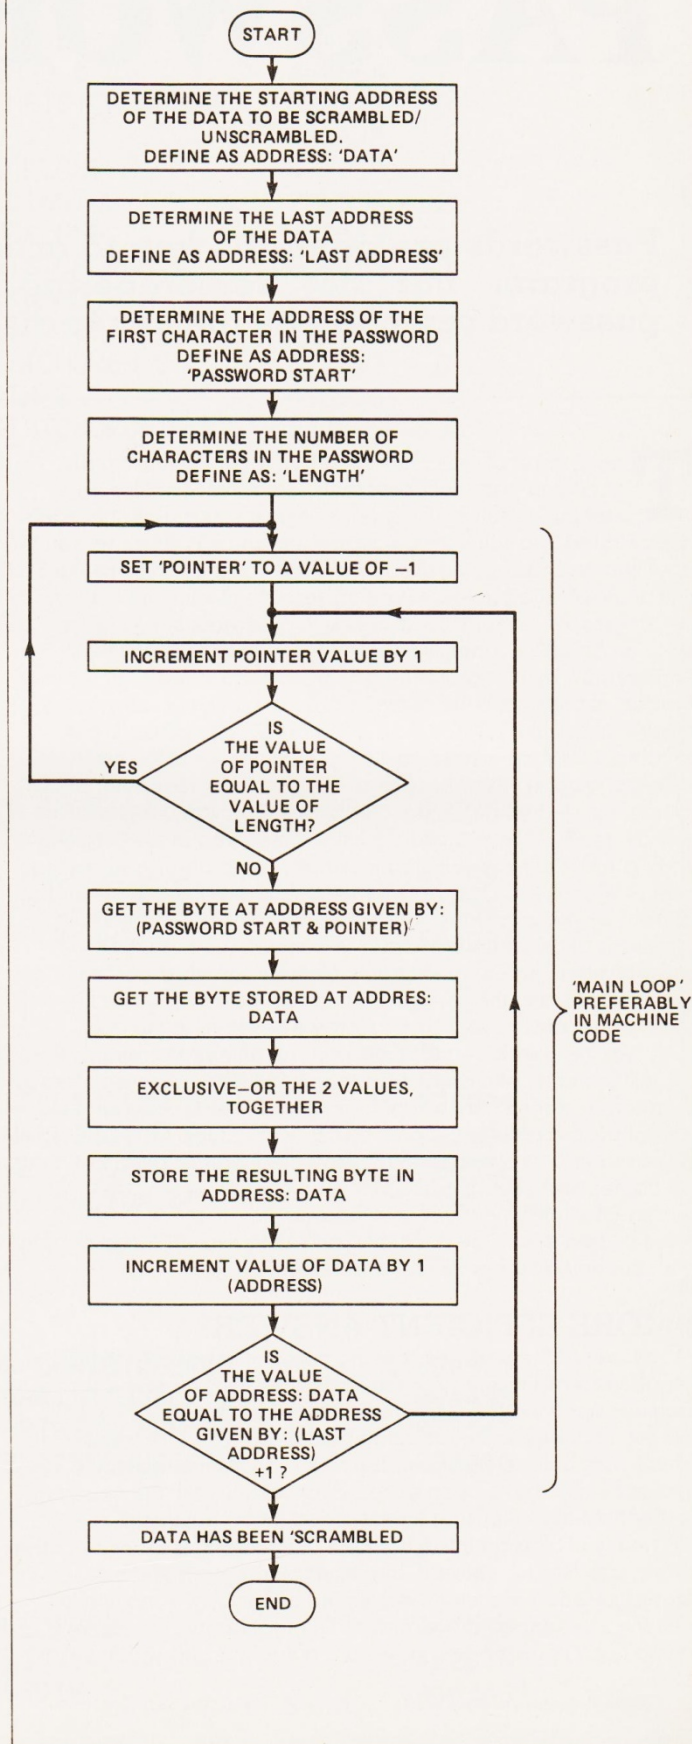 START
DETERMINE THE STARTING ADDRESS
OF THE DATA TO BE SCRAMBLED/
UNSCRAMBLED.
DEFINE AS ADDRESS: 'DATA'
DETERMINE THE LAST ADDRESS
OF THE DATA
DEFINE AS ADDRESS: 'LAST ADDRESS'
DETERMINE THE ADDRESS OF THE
FIRST CHARACTER IN THE PASSWORD
DEFINE AS ADDRESS:
'PASSWORD START'
DETERMINE THE NUMBER OF
CHARACTERS IN THE PASSWORD
DEFINE AS: 'LENGTH'
SET 'POINTER' TO A VALUE OF –1
INCREMENT POINTER VALUE BY 1
IS
THE VALUE
OF POINTER
EQUAL TO THE
VALUE OF
LENGTH?
YES
NO
GET THE BYTE AT ADDRESS GIVEN BY:
(PASSWORD START & POINTER)
GET THE BYTE STORED AT ADDRES:
DATA
EXCLUSIVE–OR THE 2 VALUES,
TOGETHER
STORE THE RESULTING BYTE IN
ADDRESS: DATA
INCREMENT VALUE OF DATA BY 1
(ADDRESS)
IS
THE VALUE
OF ADDRESS: DATA
EQUAL TO THE ADDRESS
GIVEN BY: (LAST
ADDRESS)
+1 ?
DATA HAS BEEN 'SCRAMBLED
END
'MAIN LOOP'
PREFERABLY
IN MACHINE
CODE